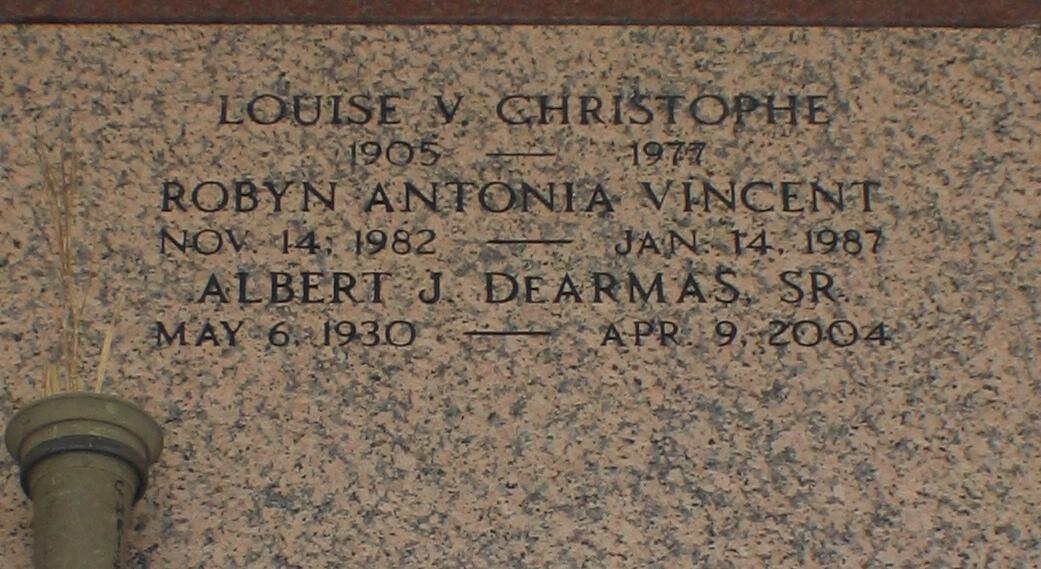 LOUISE V. CHRISTOPHE
1905 — 1977
ROBYN ANTONIA VINCENT
NOV. 14, 1982 — JAN. 14, 1987
ALBERT J. DEARMAS, SR.
MAY 6, 1930 — APR. 9, 2004